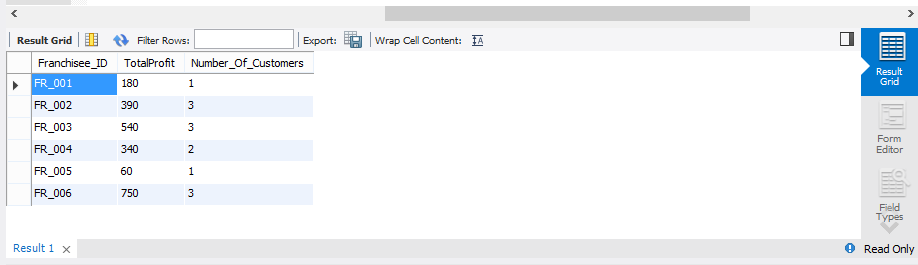 Result Grid Filter Rows: Export: Wrap Cell Content: IA
Franchisee_ID TotalProfit Number_Of_Customers
FR_001 180 1
FR_002 390 3
FR_003 540 3
FR_004 340 2
FR_005 60 1
FR_006 750 3
Result
Grid
Form
Editor
Field
Types
Result 1 × Read Only